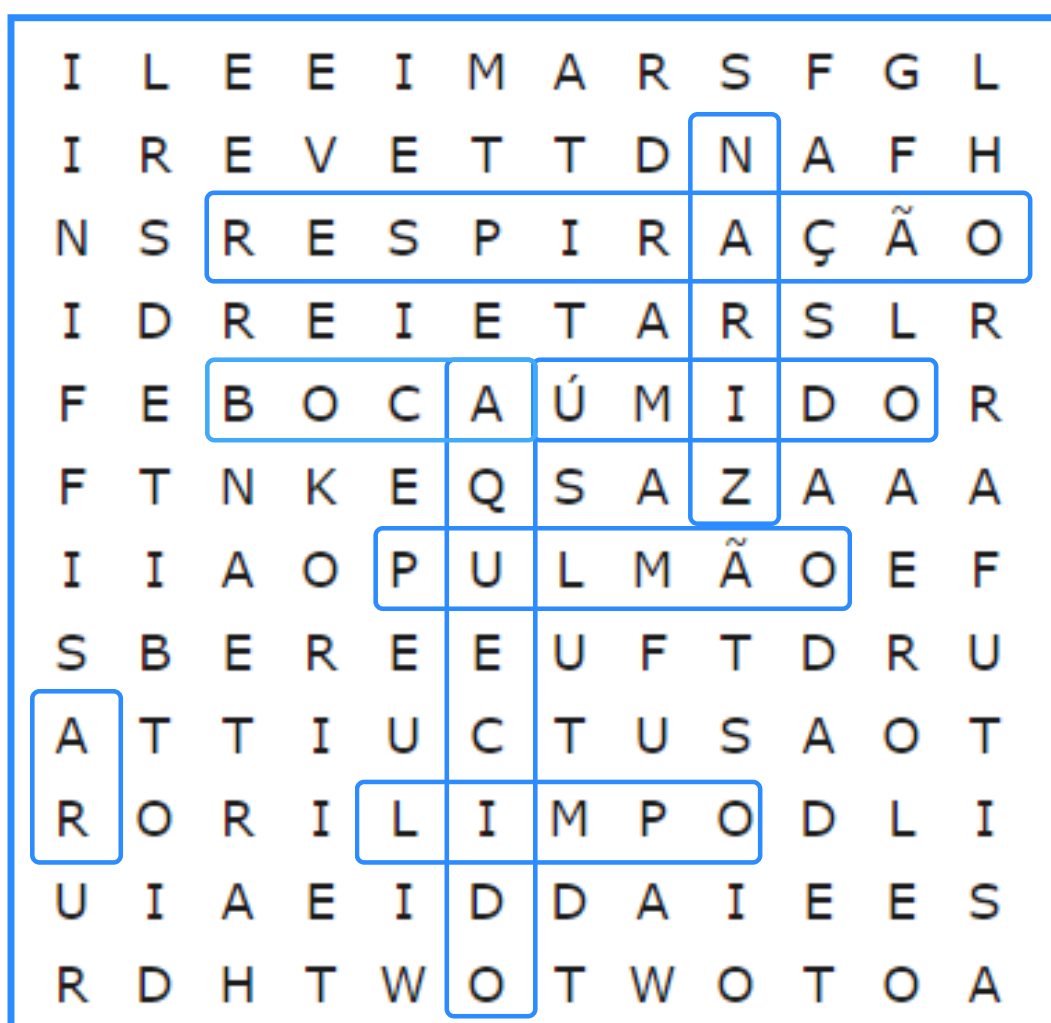 I L E E I M A R S F G L
I R E V E T T D N A F H
N S R E S P I R A Ç Ã O
I D R E I E T A R S L R
F E B O C A Ú M I D O R
F T N K E Q S A Z A A A
I I A O P U L M Ã O E F
S B E R E E U F T D R U
A T T I U C T U S A O T
R O R I L I M P O D L I
U I A E I D D A I E E S
R D H T W O T W O T O A